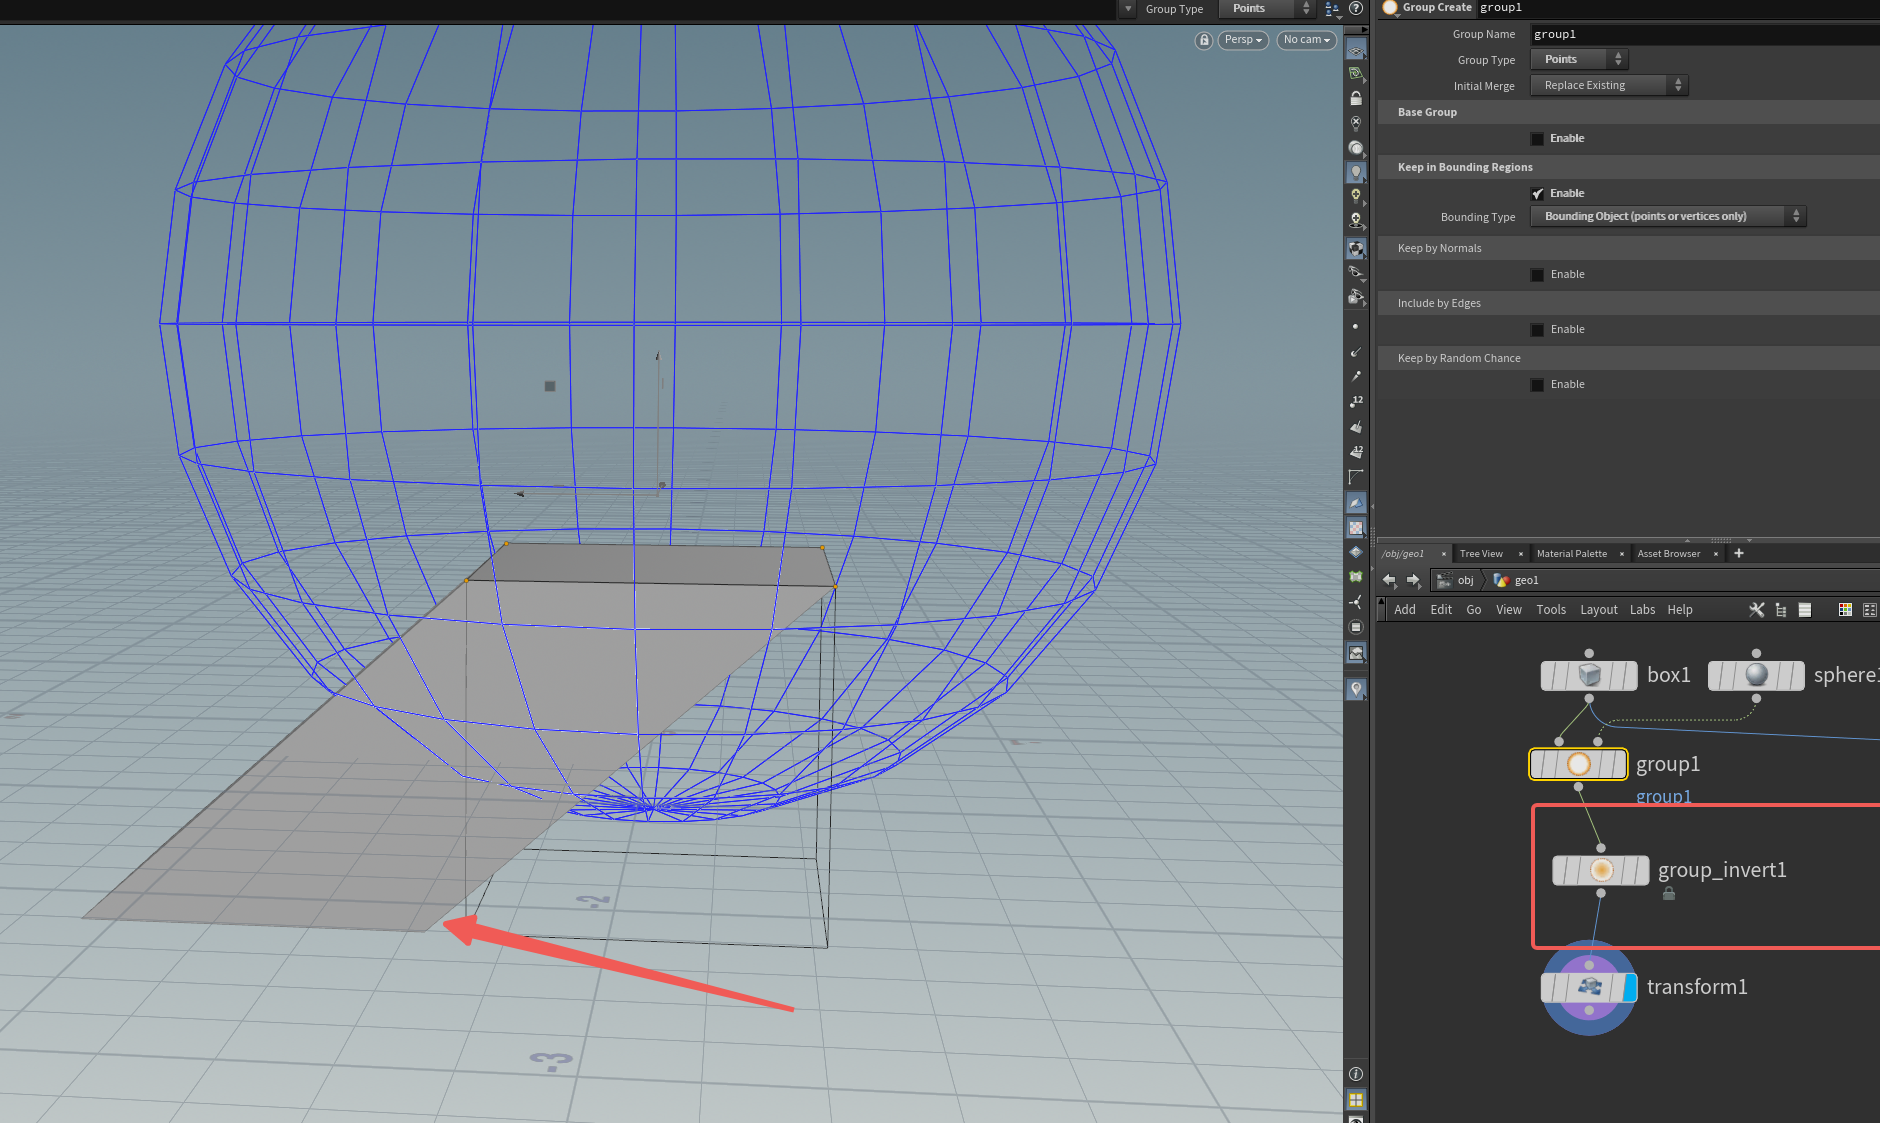 Group Type Points
Persp
No cam
12
12
-2
-3
Group Create group1
Group Name group1
Group Type Points
Initial Merge Replace Existing
Base Group
Enable
Keep in Bounding Regions
Enable
Bounding Type Bounding Object (points or vertices only)
Keep by Normals
Enable
Include by Edges
Enable
Keep by Random Chance
Enable
/obj/geo1 × Tree View × Material Palette × Asset Browser × +
obj geo1
Add Edit Go View Tools Layout Labs Help
box1 sphere1
group1
group1
group_invert1
transform1